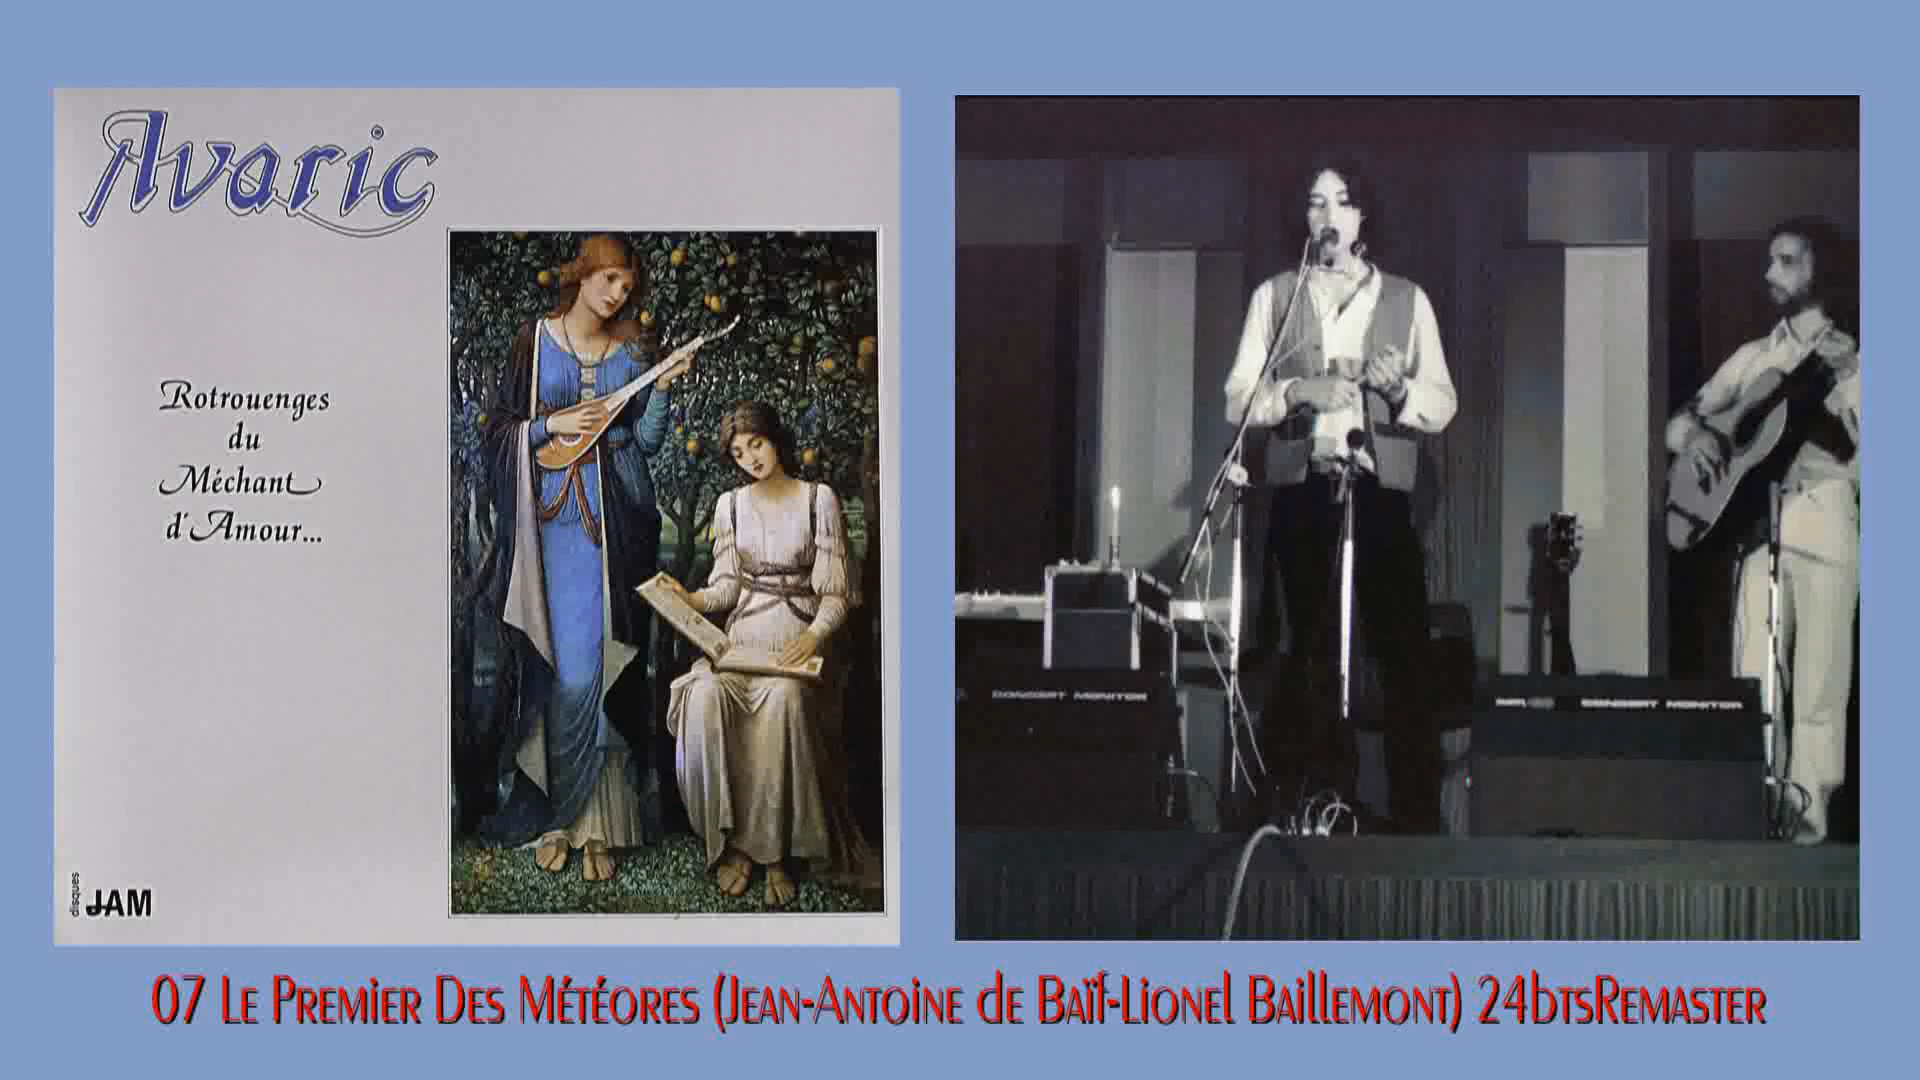 Avaric
Rotrouenges
du
Méchant
d'Amour...
disques JAM
CONCERT MONITOR
CONCERT MONITOR
07 Le Premier Des Météores (Jean-Antoine de Baïf-Lionel Baillemont) 24btsRemaster